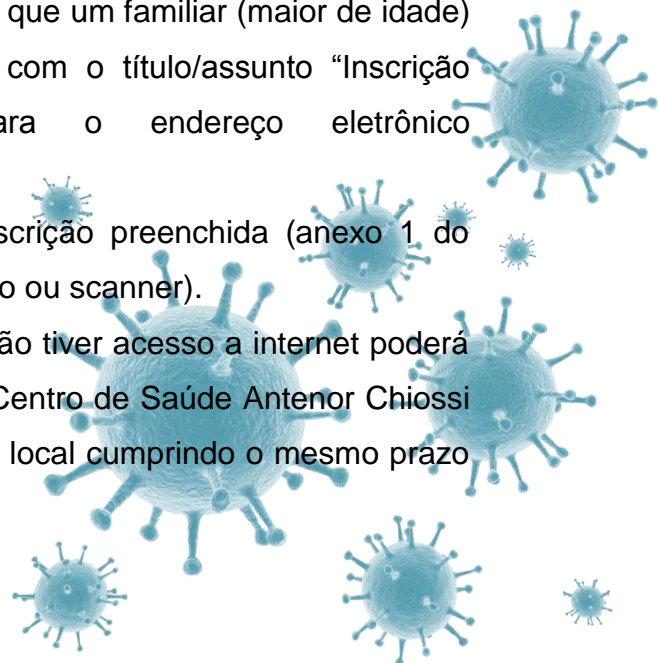 que um familiar (maior de idade)
com o título/assunto “Inscrição
ara o endereço eletrônico
scrição preenchida (anexo 1 do
o ou scanner).
ão tiver acesso a internet poderá
Centro de Saúde Antenor Chiossi
local cumprindo o mesmo prazo